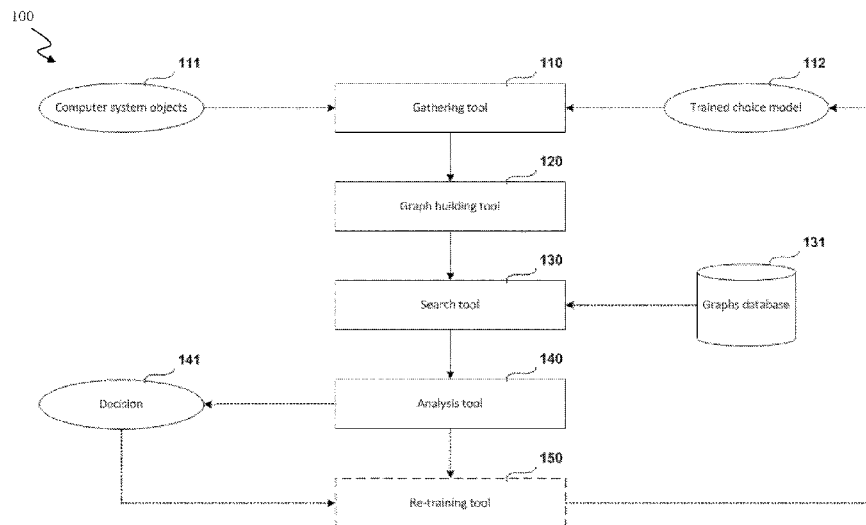 100
111
110
112
Computer system objects
Gathering tool
Trained choice model
120
Graph building tool
130
131
Search tool
Graphs database
141
140
Decision
Analysis tool
150
Re-training tool